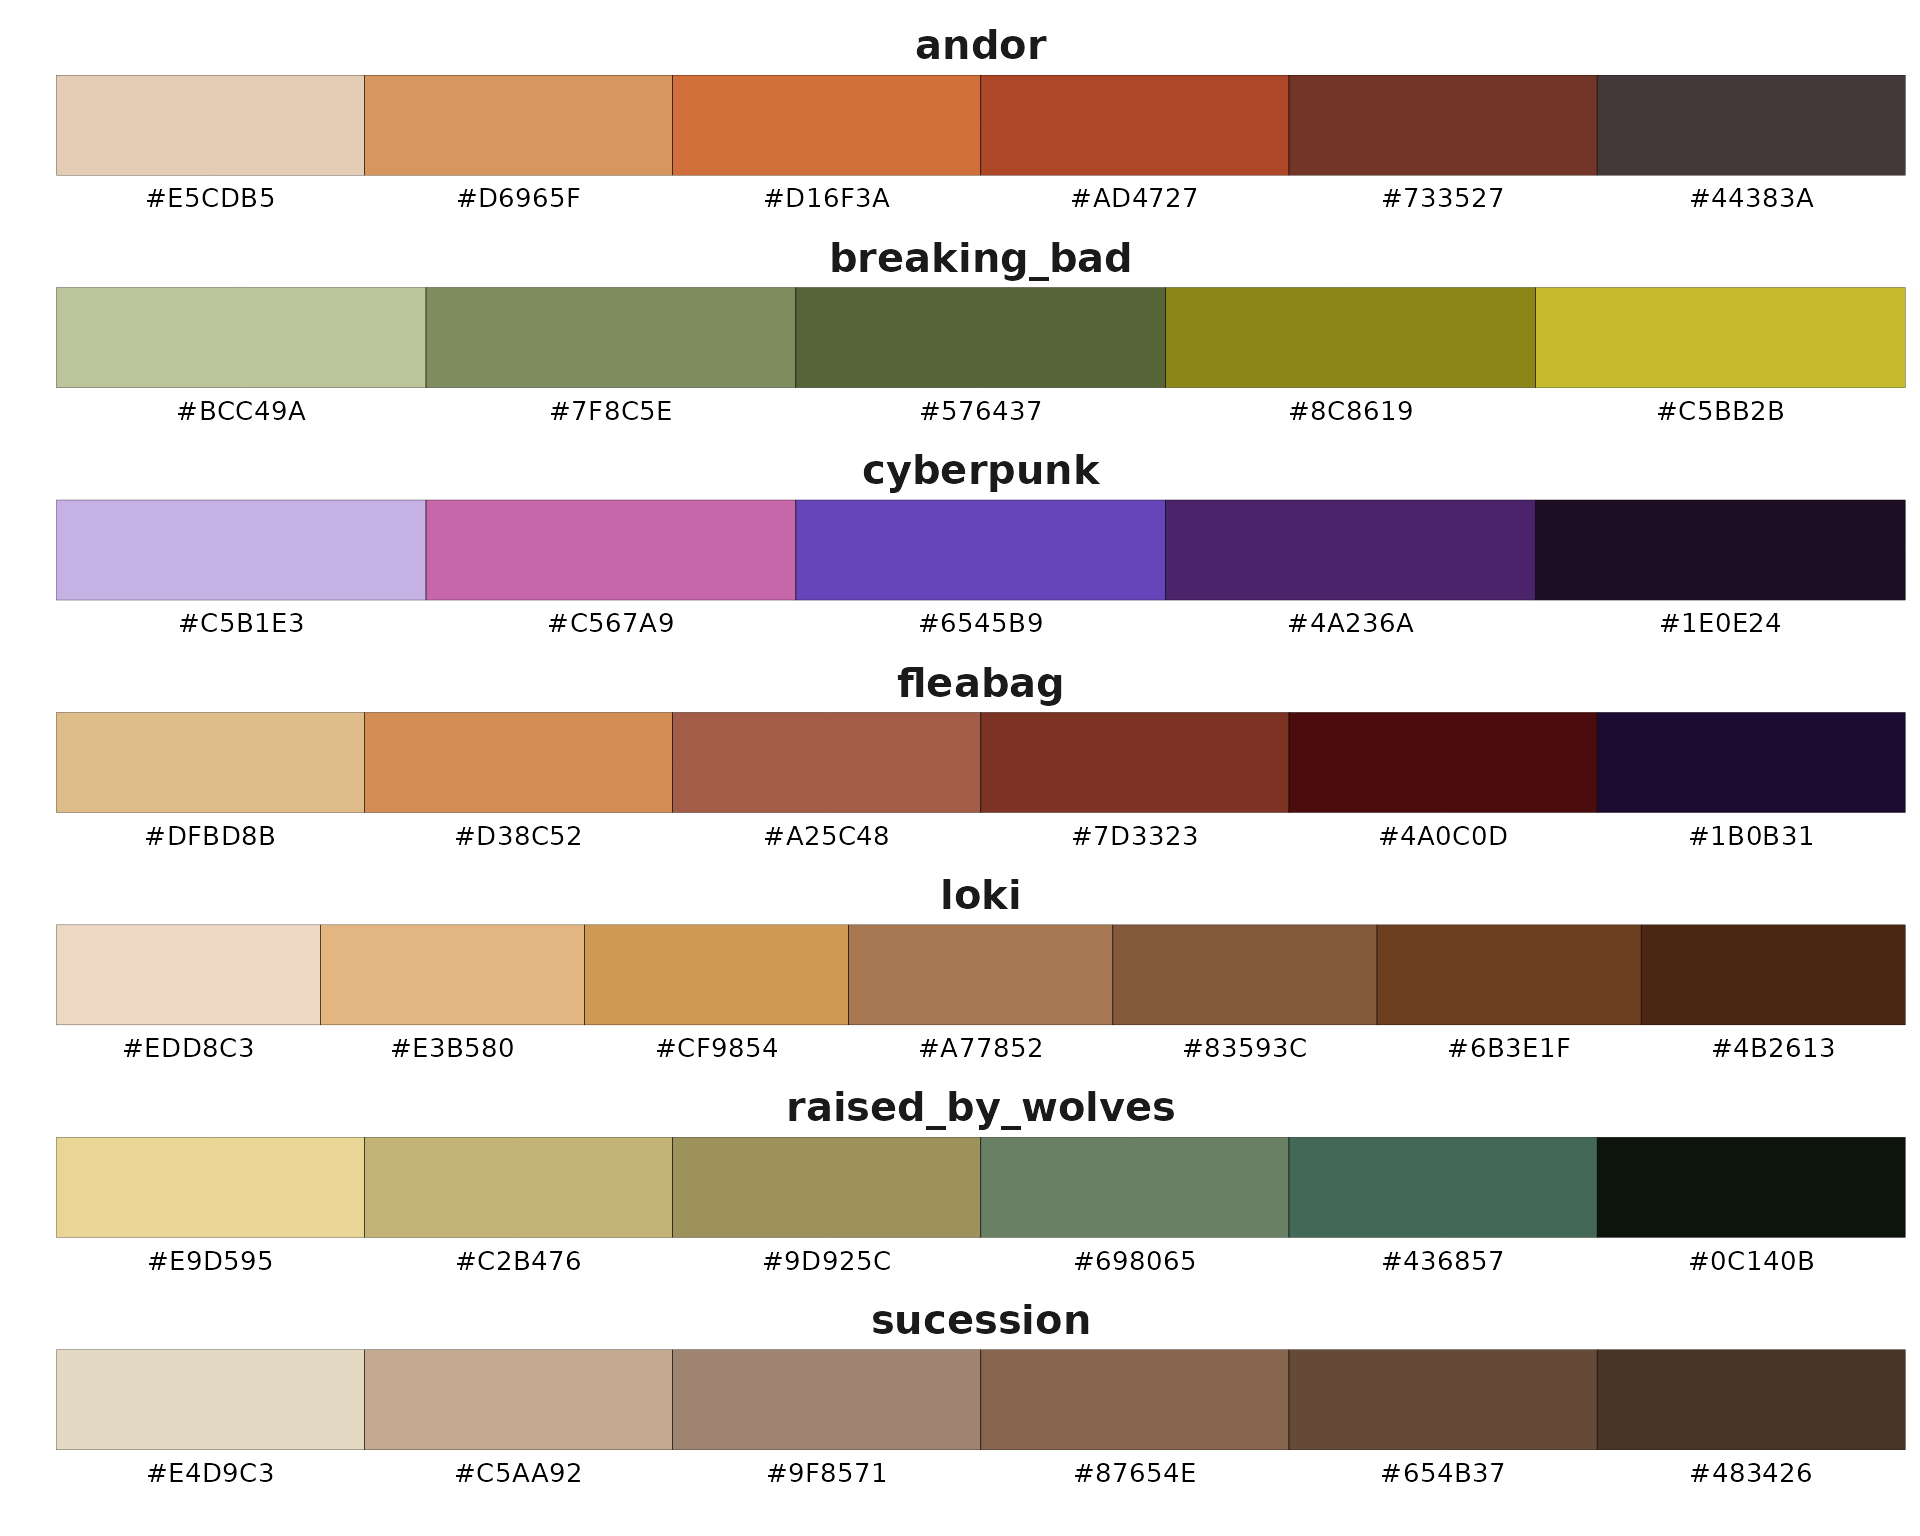 andor
#E5CDB5 #D6965F #D16F3A #AD4727 #733527 #44383A
breaking_bad
#BCC49A #7F8C5E #576437 #8C8619 #C5BB2B
cyberpunk
#C5B1E3 #C567A9 #6545B9 #4A236A #1E0E24
fleabag
#DFBD8B #D38C52 #A25C48 #7D3323 #4A0C0D #1B0B31
loki
#EDD8C3 #E3B580 #CF9854 #A77852 #83593C #6B3E1F #4B2613
raised_by_wolves
#E9D595 #C2B476 #9D925C #698065 #436857 #0C140B
sucession
#E4D9C3 #C5AA92 #9F8571 #87654E #654B37 #483426